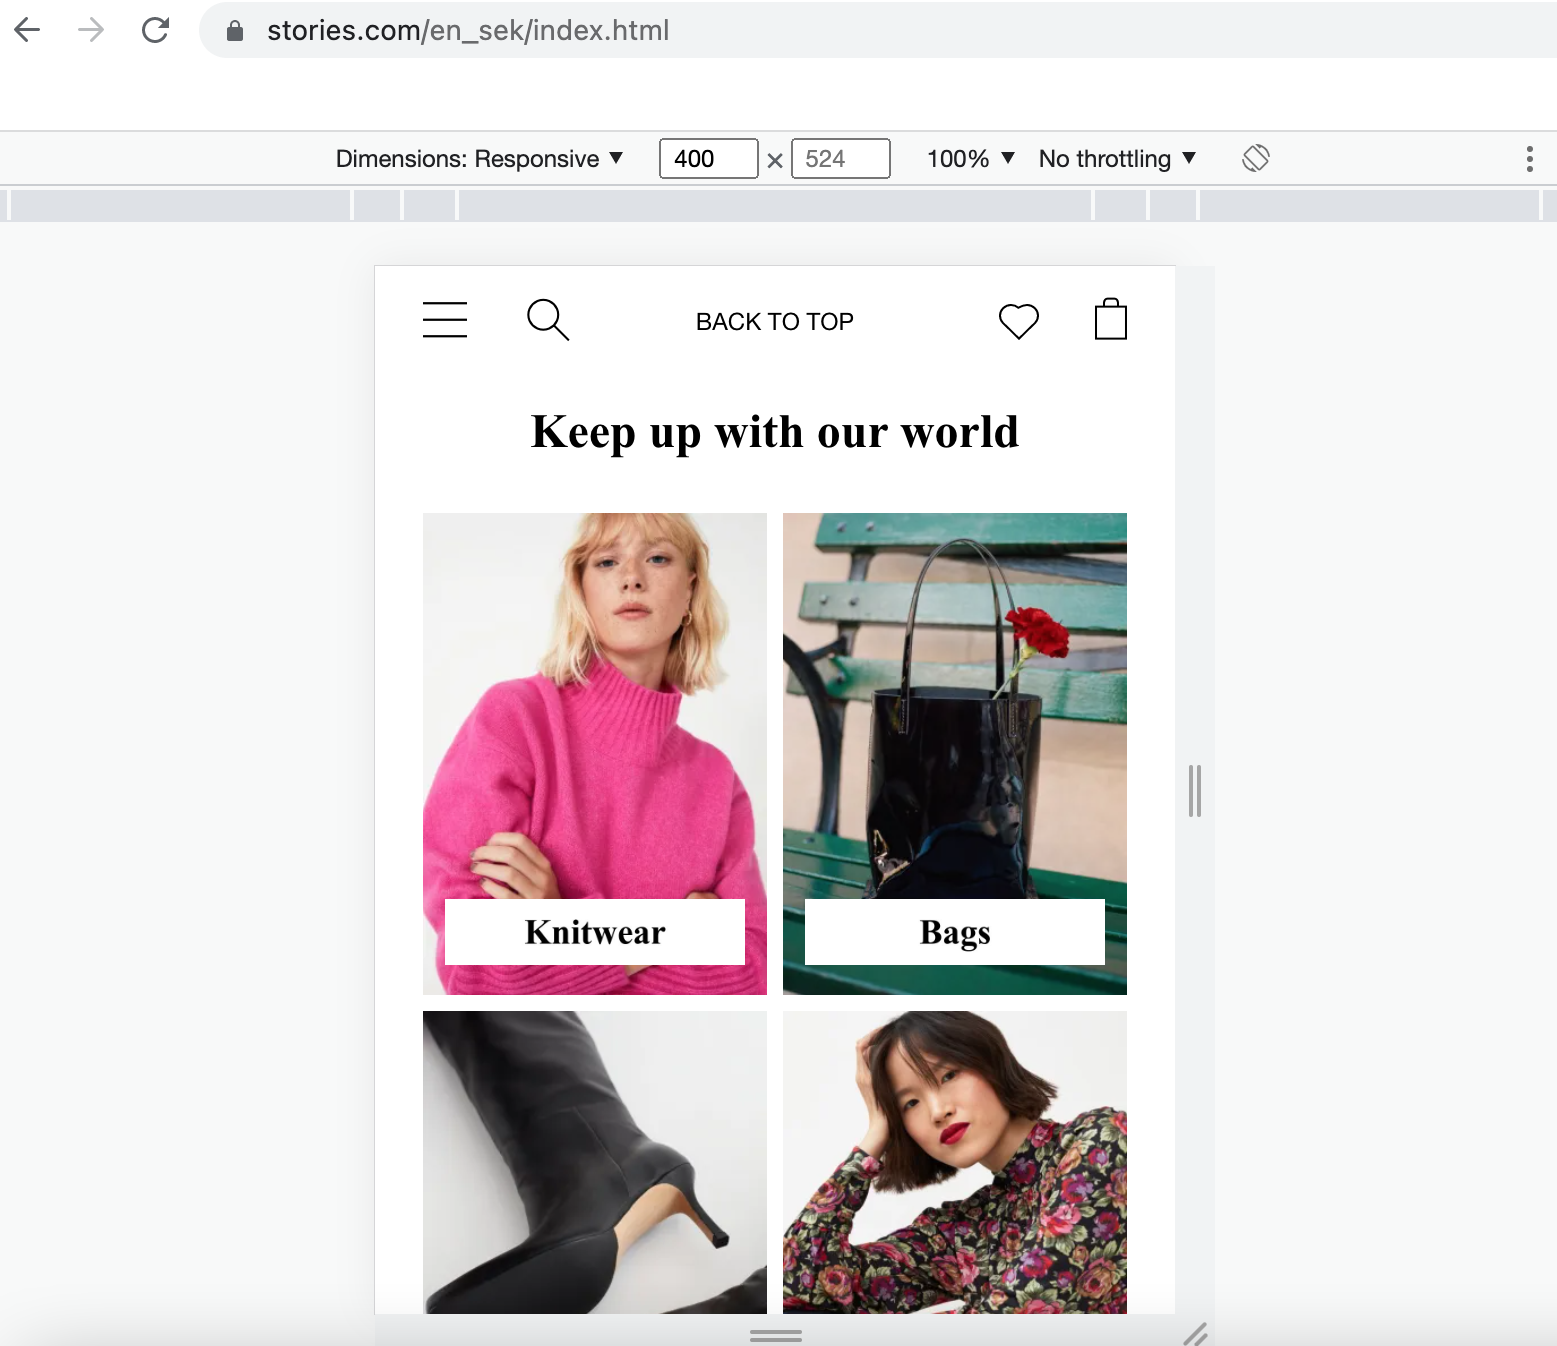 stories.com/en_sek/index.html
Dimensions: Responsive ▼ 400 × 524 100% ▼ No throttling ▼
BACK TO TOP
Keep up with our world
Knitwear Bags